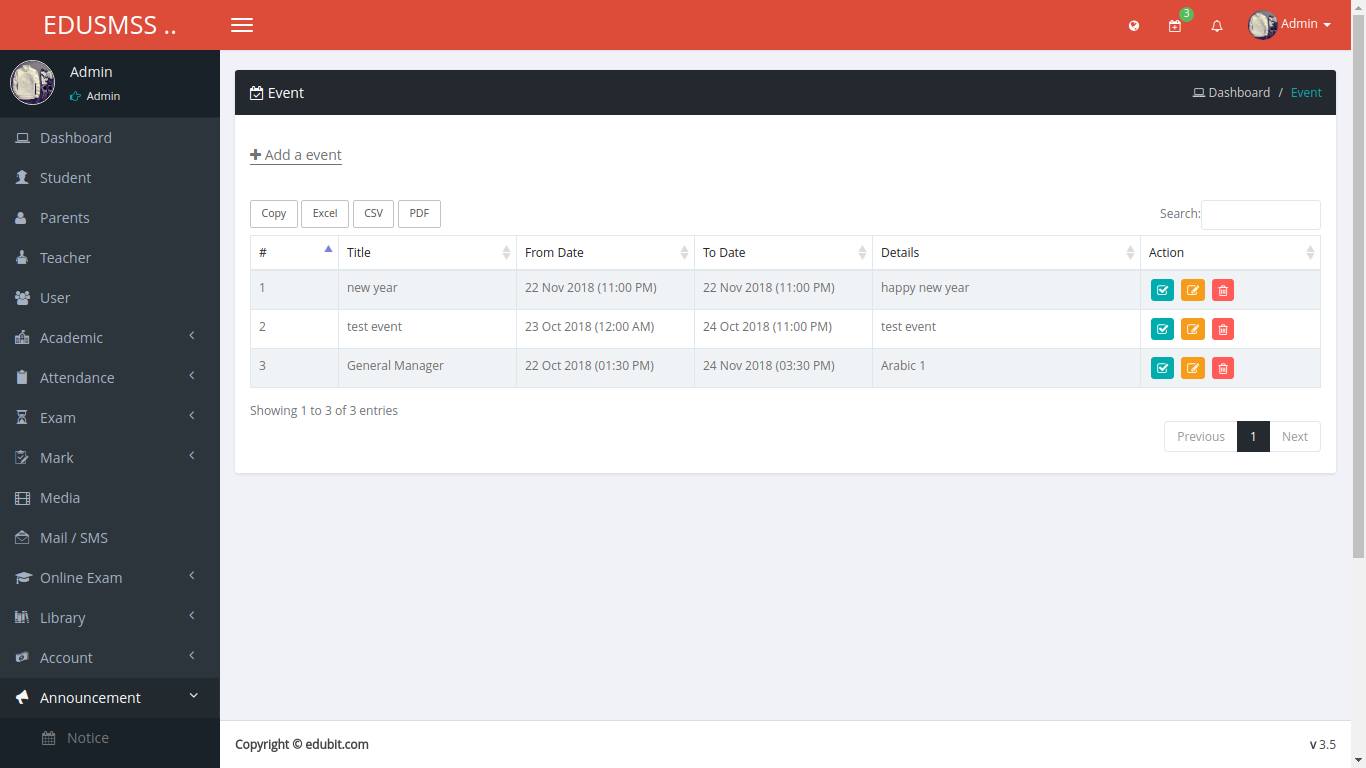 EDUSMSS ..
3
Admin
Admin
Admin
Dashboard
Student
Parents
Teacher
User
Academic
Attendance
Exam
Mark
Media
Mail / SMS
Online Exam
Library
Account
Announcement
Notice
Event
Dashboard / Event
Add a event
Copy Excel CSV PDF
Search:
# Title From Date To Date Details Action
1 new year 22 Nov 2018 (11:00 PM) 22 Nov 2018 (11:00 PM) happy new year
2 test event 23 Oct 2018 (12:00 AM) 24 Oct 2018 (11:00 PM) test event
3 General Manager 22 Oct 2018 (01:30 PM) 24 Nov 2018 (03:30 PM) Arabic 1
Showing 1 to 3 of 3 entries
Previous 1 Next
Copyright © edubit.com
v 3.5